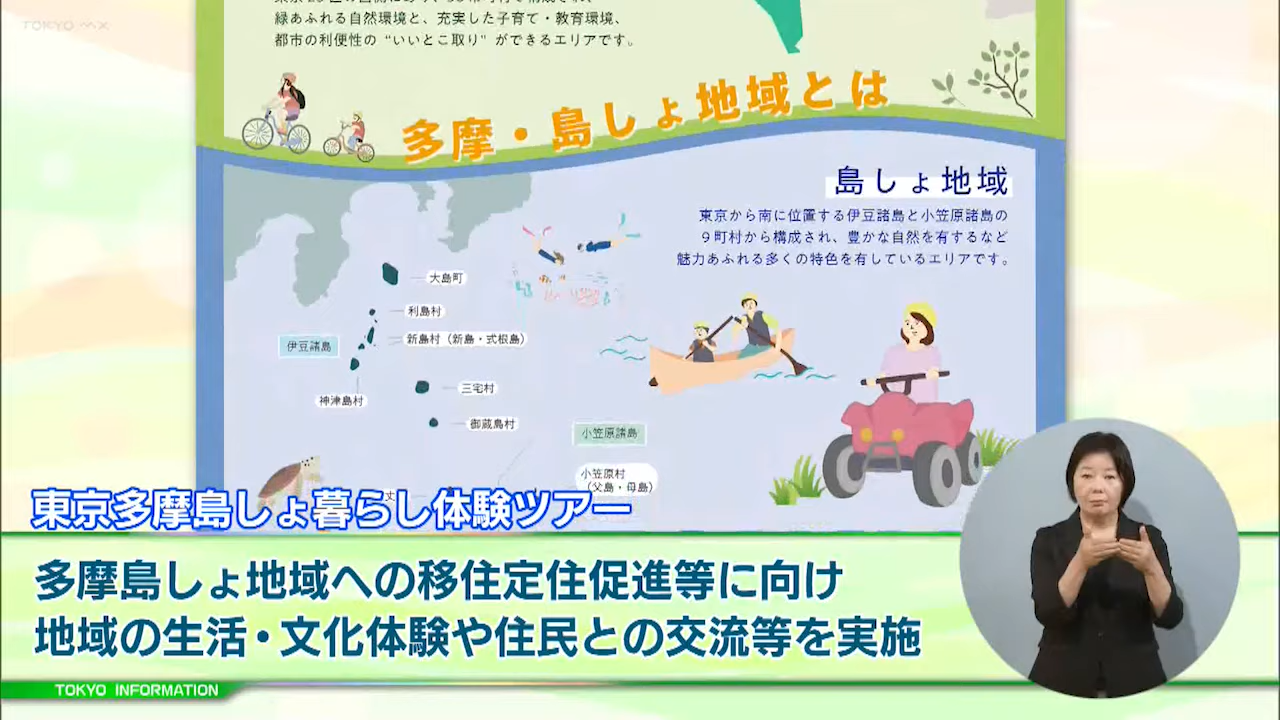 TOKYO MX
緑あふれる自然環境と、充実した子育て・教育環境、
都市の利便性の“いいとこ取り”ができるエリアです。
多摩・島しょ地域とは
島しょ地域
東京から南に位置する伊豆諸島と小笠原諸島の
9町村から構成され、豊かな自然を有するなど
魅力あふれる多くの特色を有しているエリアです。
大島町
利島村
新島村(新島・式根島)
伊豆諸島
三宅村
神津島村
御蔵島村
小笠原諸島
小笠原村
(父島・母島)
東京多摩島しょ暮らし体験ツアー
多摩島しょ地域への移住定住促進等に向け
地域の生活・文化体験や住民との交流等を実施
TOKYO INFORMATION